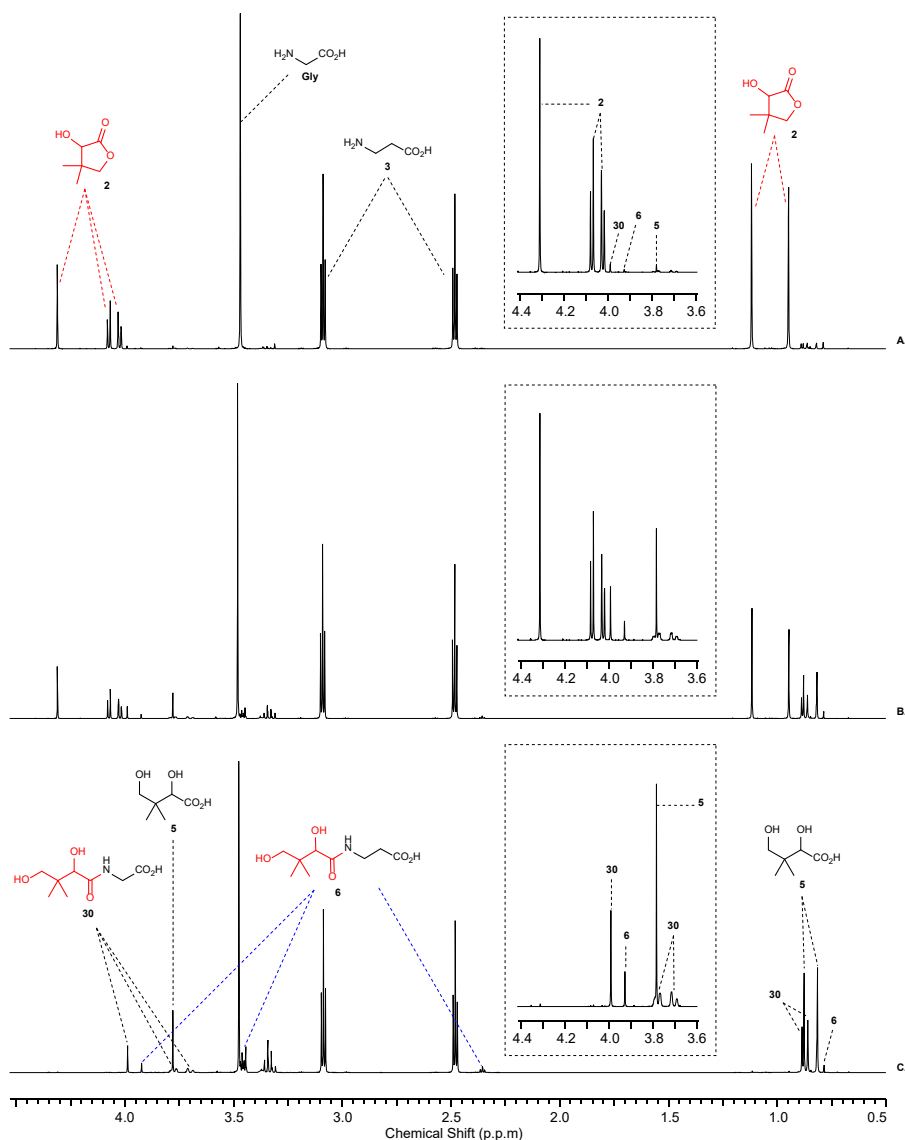 HO
O
O
2
H₂N
CO₂H
Gly
H₂N
CO₂H
3
2
30
6
5
4.4 4.2 4.0 3.8 3.6
HO
O
O
2
A.
4.4 4.2 4.0 3.8 3.6
B.
OH OH
CO₂H
5
OH
HO
H
N
O
CO₂H
30
OH
HO
H
N
O
CO₂H
6
5
30
6
30
4.4 4.2 4.0 3.8 3.6
OH OH
CO₂H
5
30
6
C.
4.0 3.5 3.0 2.5 2.0 1.5 1.0 0.5
Chemical Shift (p.p.m)